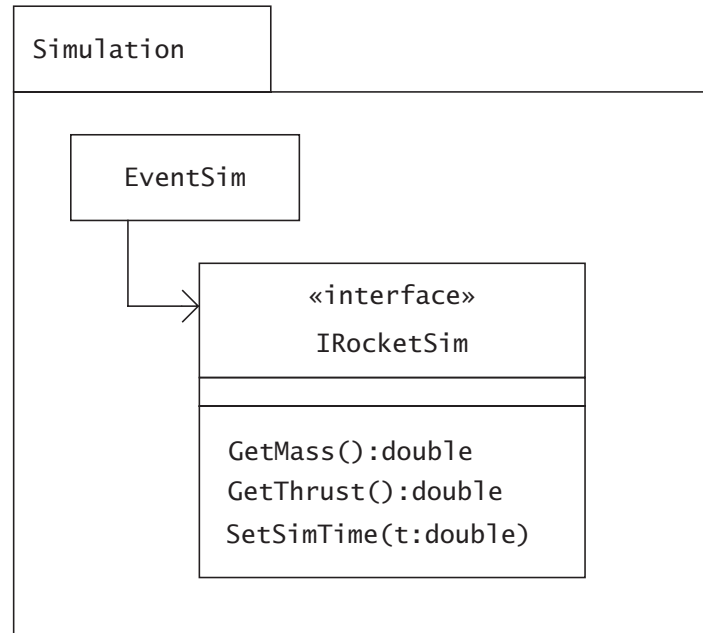 Simulation
EventSim
«interface»
IRocketSim
GetMass():double
GetThrust():double
SetSimTime(t:double)